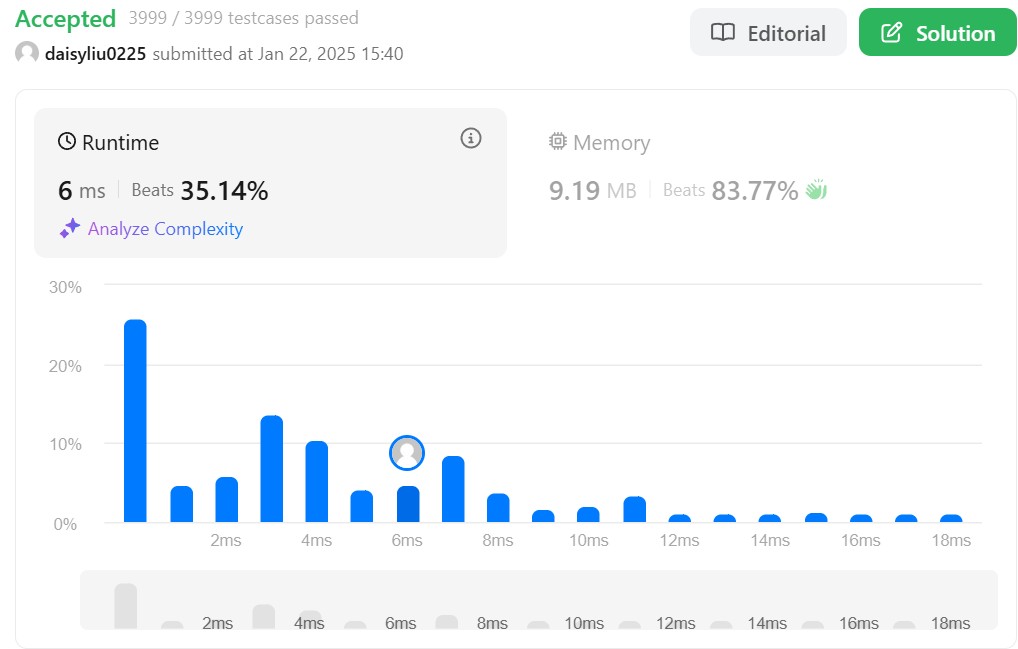 Accepted 3999 / 3999 testcases passed
Editorial
Solution
daisyliu0225 submitted at Jan 22, 2025 15:40
Runtime
6 ms Beats 35.14%
Analyze Complexity
Memory
9.19 MB Beats 83.77%
30%
20%
10%
0%
2ms 4ms 6ms 8ms 10ms 12ms 14ms 16ms 18ms
2ms 4ms 6ms 8ms 10ms 12ms 14ms 16ms 18ms